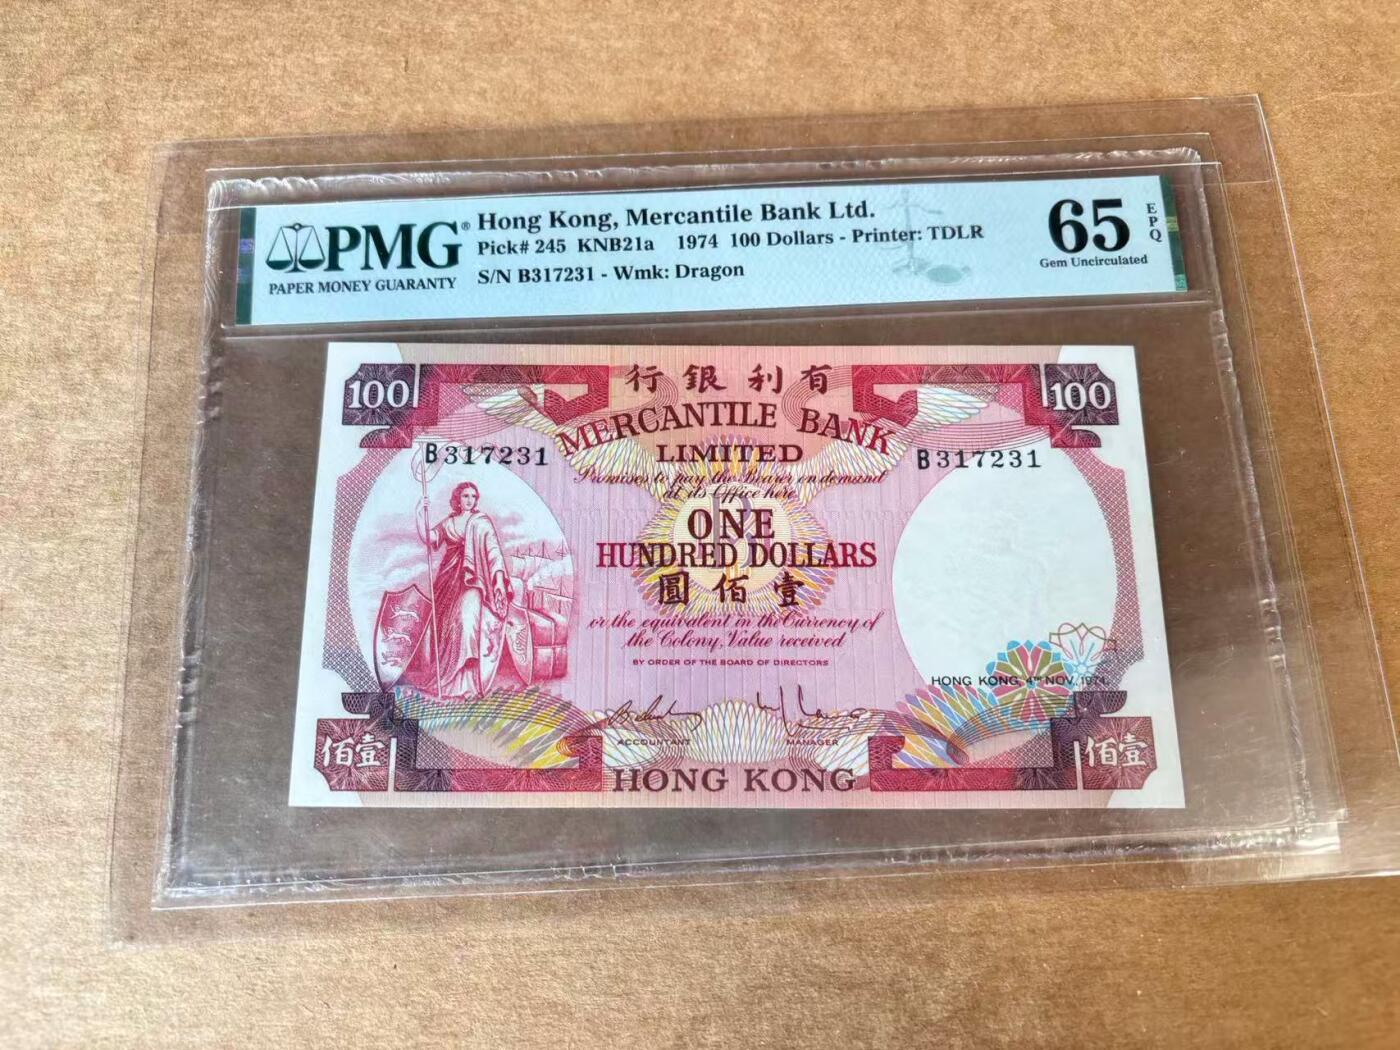 PMG®
PAPER MONEY GUARANTY
Hong Kong, Mercantile Bank Ltd.
Pick# 245 KNB21a 1974 100 Dollars - Printer: TDLR
S/N B317231 - Wmk: Dragon
65 EPQ
Gem Uncirculated
100
行銀利有
100
MERCANTILE BANK
LIMITED
B317231
B317231
Promises to pay the Bearer on demand
at its Office here
ONE
HUNDRED DOLLARS
圓佰壹
or the equivalent in the Currency of
the Colony, Value received
BY ORDER OF THE BOARD OF DIRECTORS
HONG KONG, 4TH NOV. 1974.
ACCOUNTANT
MANAGER
佰壹
HONG KONG
佰壹